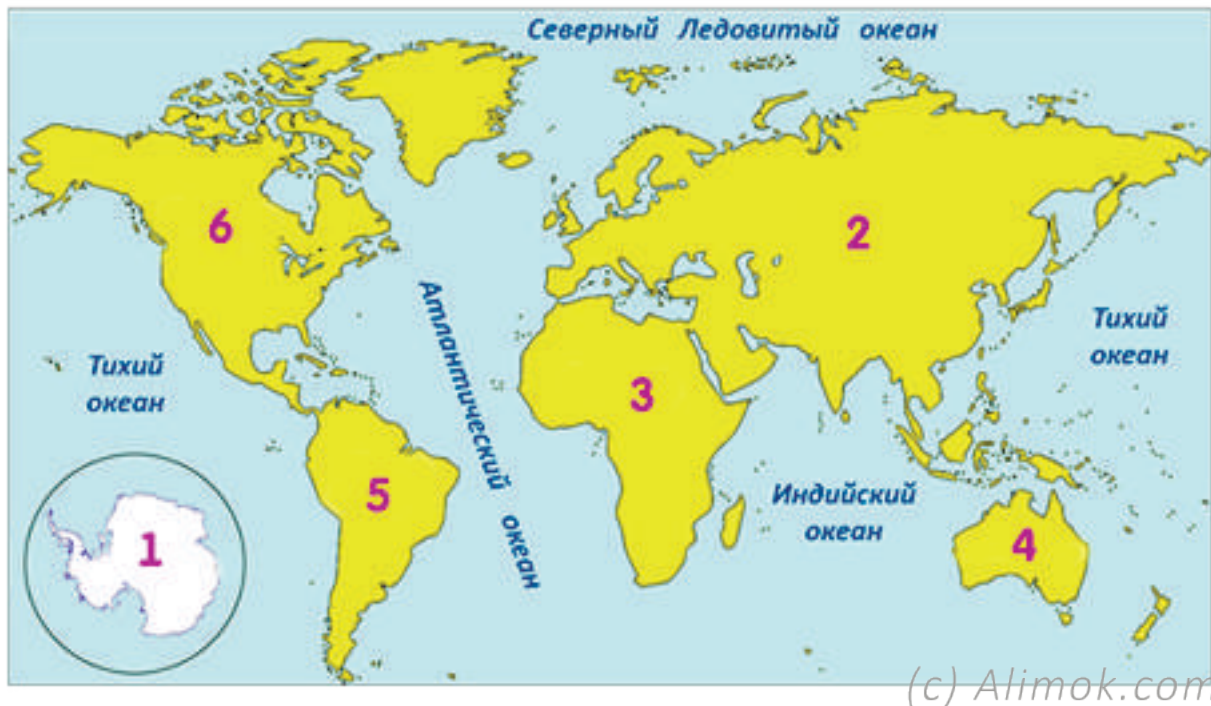 Северный Ледовитый океан
6
2
Атлантический океан
Тихий
океан
Тихий
океан
3
5
Индийский
океан
1
4
(c) Alimok.com